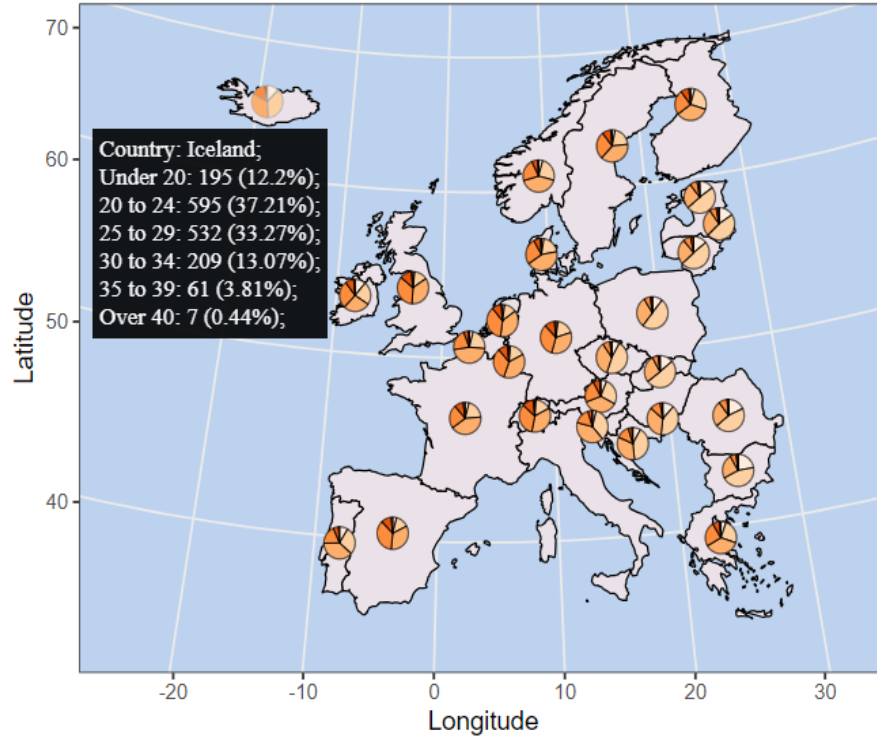 70
60
50
40
Latitude
Country: Iceland;
Under 20: 195 (12.2%);
20 to 24: 595 (37.21%);
25 to 29: 532 (33.27%);
30 to 34: 209 (13.07%);
35 to 39: 61 (3.81%);
Over 40: 7 (0.44%);
-20
0
10
20
30
Longitude